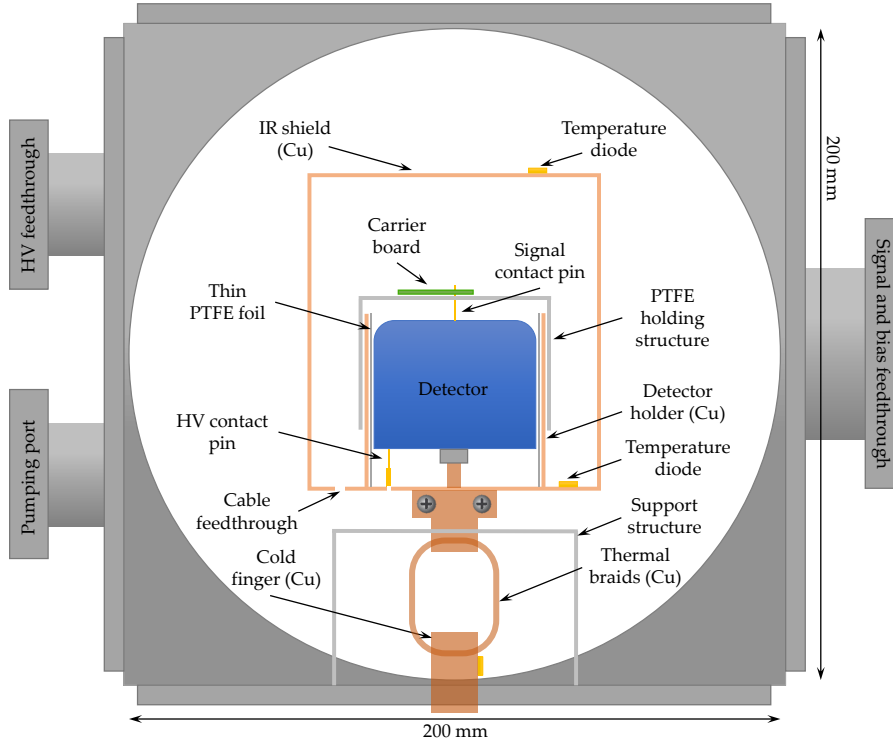 IR shield
(Cu)
Temperature
diode
HV feedthrough
Carrier
board
Signal
contact pin
200 mm
Thin
PTFE foil
PTFE
holding
structure
Signal and bias feedthrough
Detector
Detector
holder (Cu)
HV contact
pin
Temperature
diode
Pumping port
Cable
feedthrough
Support
structure
Cold
finger (Cu)
Thermal
braids (Cu)
200 mm